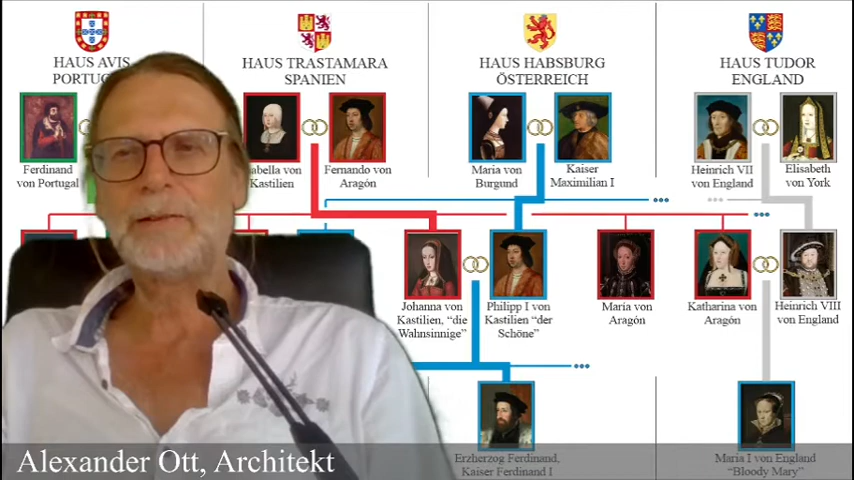 HAUS AVIS
HAUS TRASTAMARA
SPANIEN
HAUS HABSBURG
ÖSTERREICH
HAUS TUDOR
ENGLAND
Ferdinand
von Portugal
Kastilien
Fernando von
Aragón
Maria von
Burgund
Kaiser
Maximilian I
Heinrich VII
von England
Elisabeth
von York
Johanna von
Kastilien, “die
Wahnsinnige”
Philipp I von
Kastilien “der
Schöne”
Maria von
Aragón
Katharina von
Aragón
Heinrich VIII
von England
Erzherzog Ferdinand,
Kaiser Ferdinand I
Maria I von England
“Bloody Mary”
Alexander Ott, Architekt